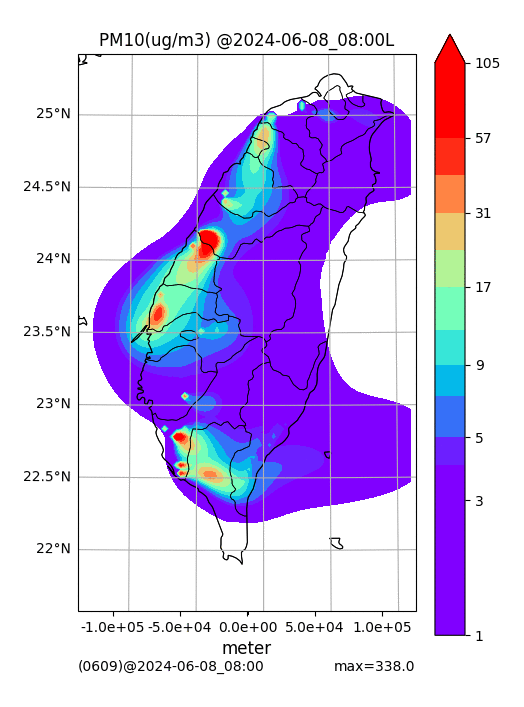 PM10(ug/m3) @2024-06-08_08:00L
105
57
31
17
9
5
3
1
25°N
24.5°N
24°N
23.5°N
23°N
22.5°N
22°N
-1.0e+05 -5.0e+04 0.0e+00 5.0e+04 1.0e+05
meter
(0609)@2024-06-08_08:00 max=338.0